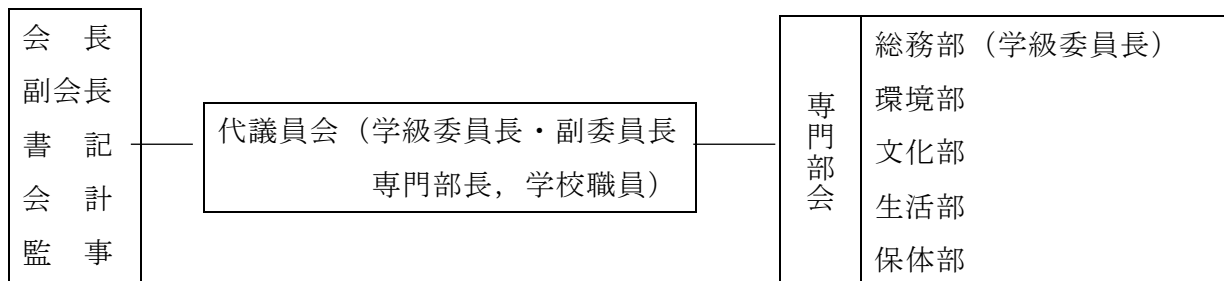 会　長
副会長
書　記
会　計
監　事
代議員会（学級委員長・副委員長
専門部長，学校職員）
専門部会
総務部（学級委員長）
環境部
文化部
生活部
保体部